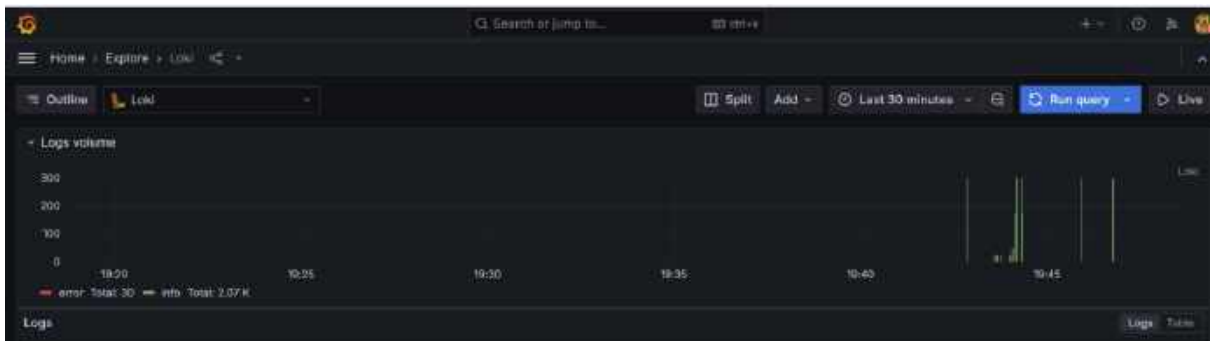 Search or jump to... ctrl+k
Home › Explore › Loki
Outline Loki Split Add Last 30 minutes Run query Live
Logs volume
300
200
100
0
Loki
19:20 19:25 19:30 19:35 19:40 19:45
error Total: 30 info Total: 2.07 K
Logs Logs Table